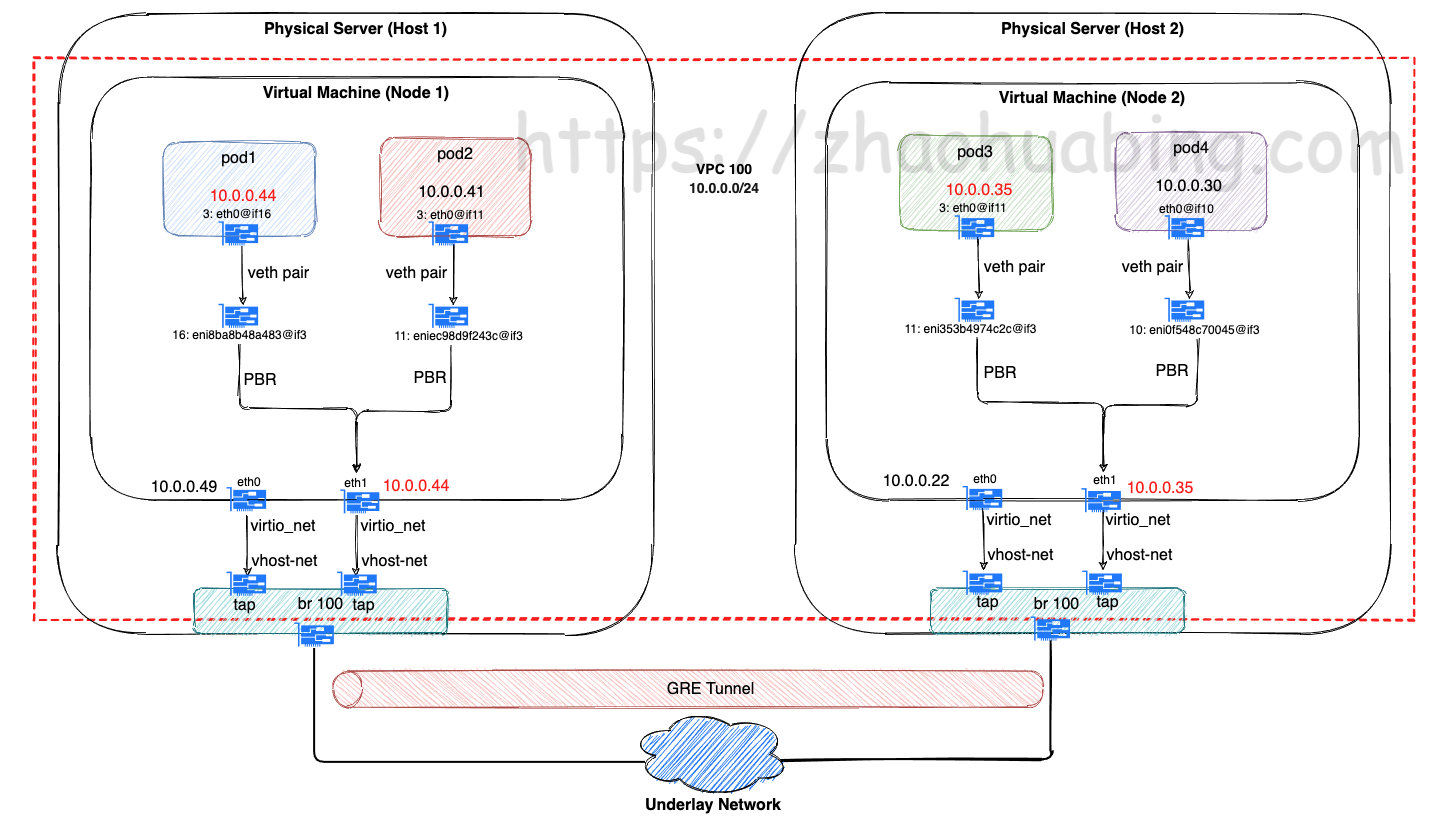 Physical Server (Host 1)
Virtual Machine (Node 1)
pod1
10.0.0.44
3: eth0@if16
veth pair
16: eni8ba8b48a483@if3
PBR
pod2
10.0.0.41
3: eth0@if11
veth pair
11: eniec98d9f243c@if3
PBR
10.0.0.49
eth0
eth1
10.0.0.44
virtio_net
virtio_net
vhost-net
vhost-net
tap
br 100
tap
https://zhaohuabing.com
VPC 100
10.0.0.0/24
Physical Server (Host 2)
Virtual Machine (Node 2)
pod3
10.0.0.35
3: eth0@if11
veth pair
11: eni353b4974c2c@if3
PBR
pod4
10.0.0.30
eth0@if10
veth pair
10: eni0f548c70045@if3
PBR
10.0.0.22
eth0
eth1
10.0.0.35
virtio_net
virtio_net
vhost-net
vhost-net
tap
br 100
tap
GRE Tunnel
Underlay Network